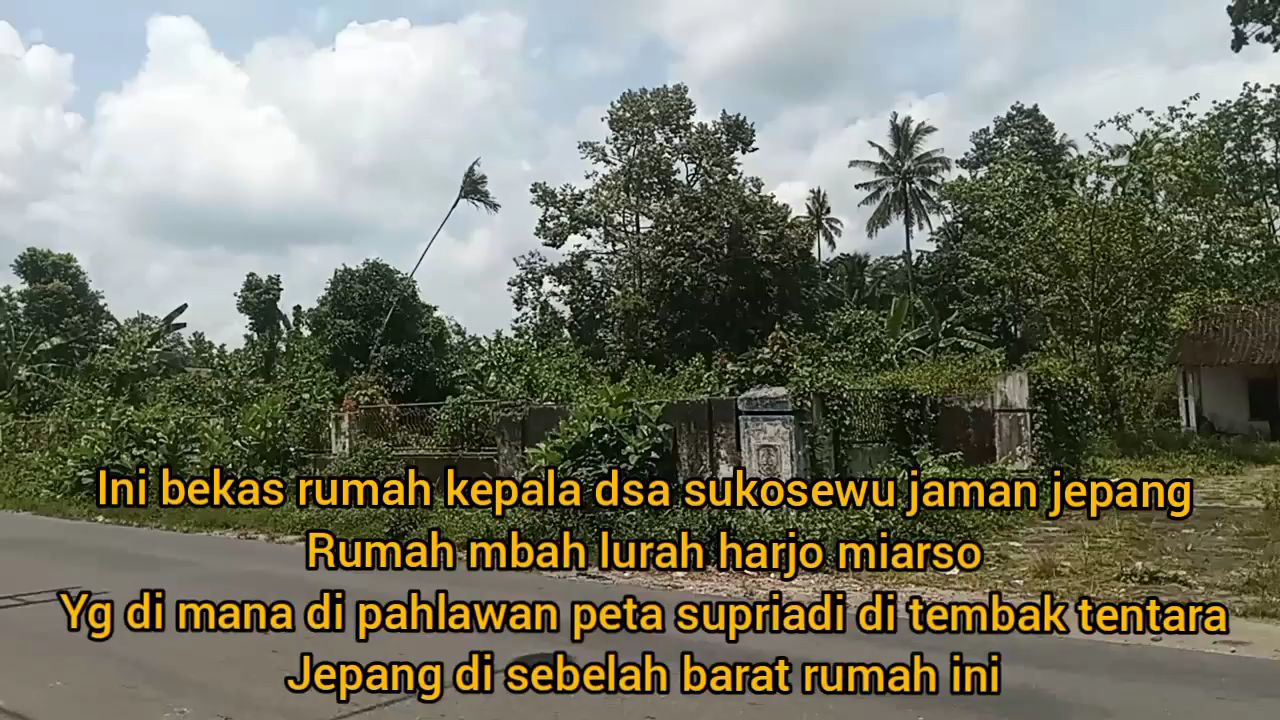 Ini bekas rumah kepala dsa sukosewu jaman jepang
Rumah mbah lurah harjo miarso
Yg di mana di pahlawan peta supriadi di tembak tentara
Jepang di sebelah barat rumah ini